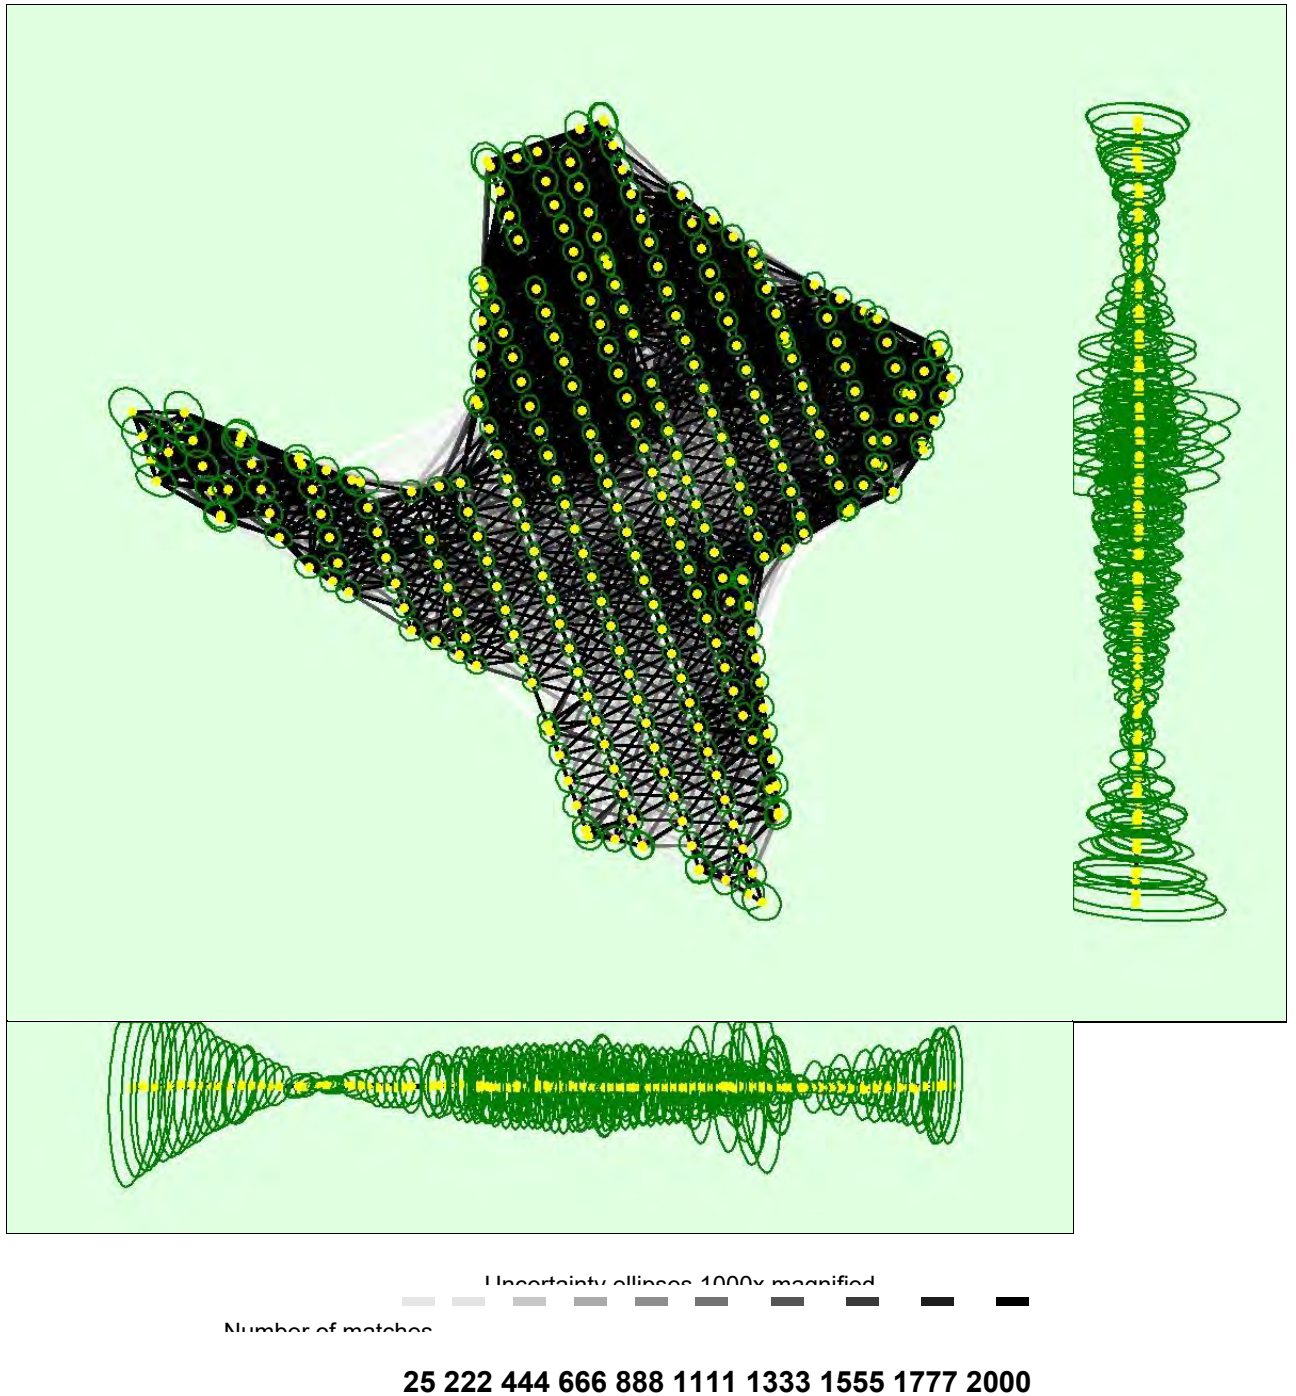 Uncertainty ellipses 1000x magnified
Number of matches
25 222 444 666 888 1111 1333 1555 1777 2000